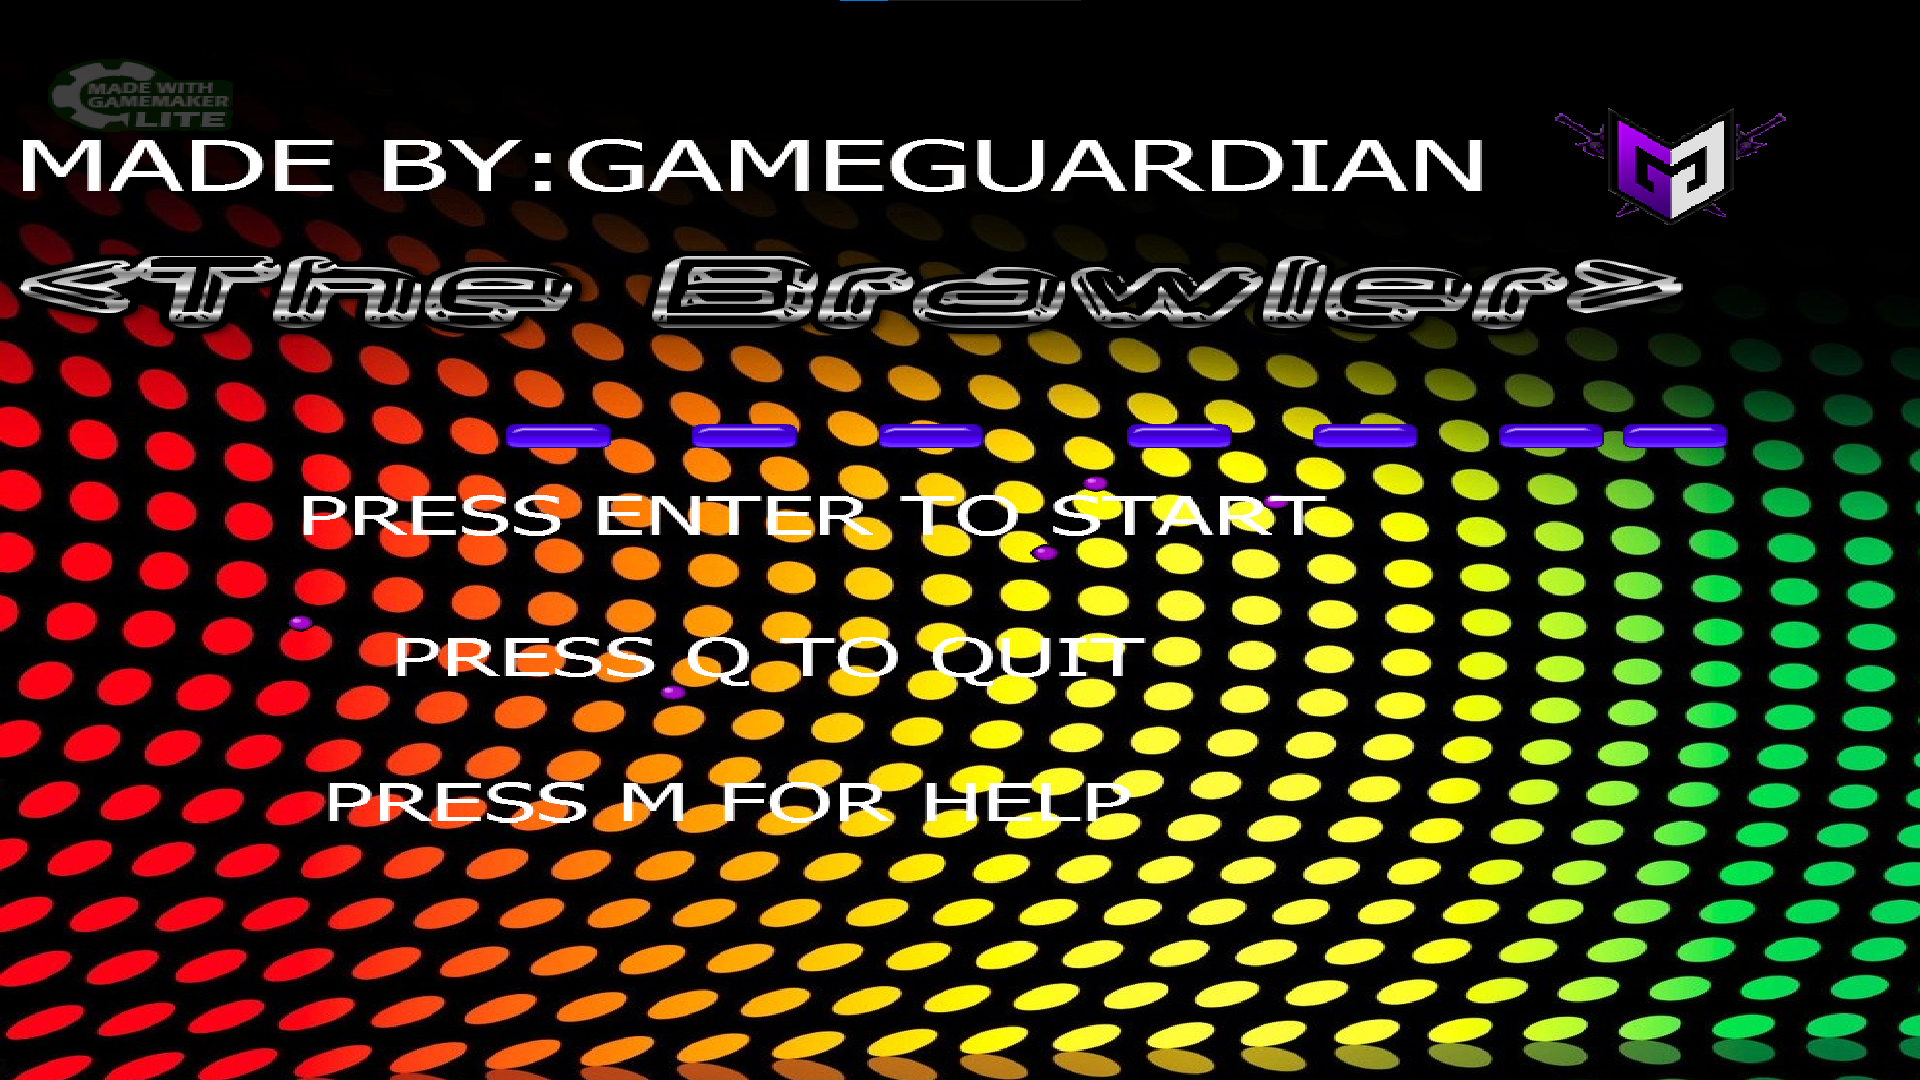 MADE WITH
GAMEMAKER
LITE
MADE BY:GAMEGUARDIAN
GG
<The Brawler>
PRESS ENTER TO START
PRESS Q TO QUIT
PRESS M FOR HELP